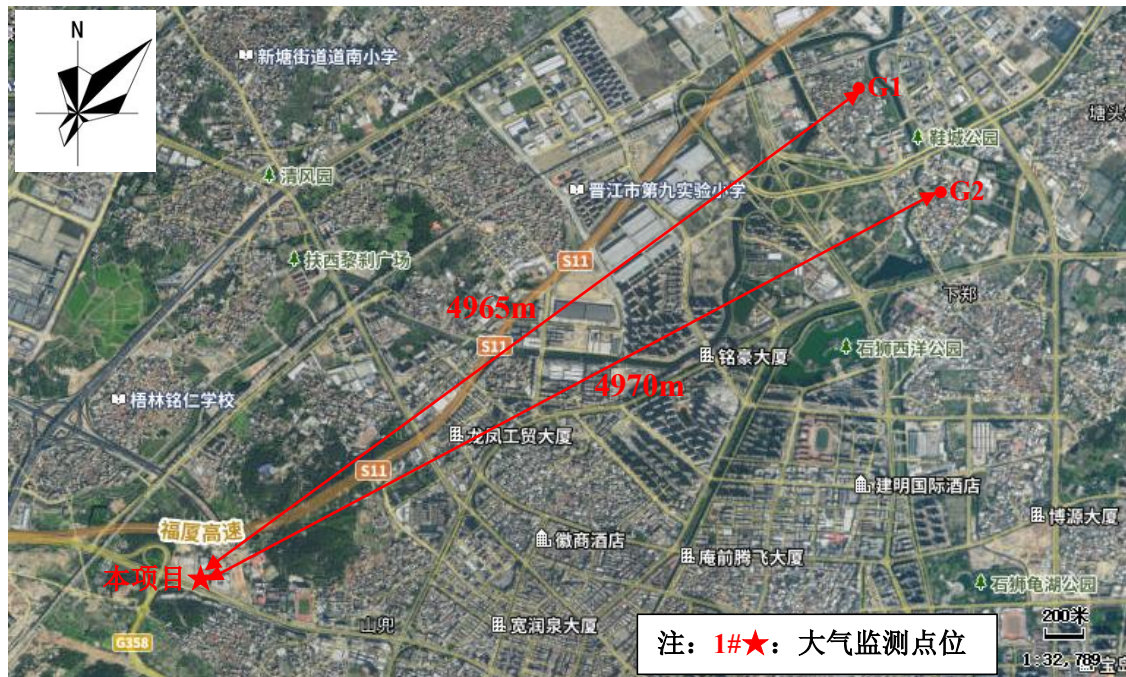 N
新塘街道道南小学
G1
塘头
鞋城公园
清风园
晋江市第九实验小学
G2
扶西黎刹广场
S11
下郑
4965m
S11
石狮西洋公园
铭豪大厦
4970m
梧林铭仁学校
龙凤工贸大厦
S11
建明国际酒店
博源大厦
福厦高速
徽商酒店
庵前腾飞大厦
本项目★
石狮龟湖公园
200米
山兜
宽润泉大厦
G358
注：1#★：大气监测点位
1:32,789
宝岛